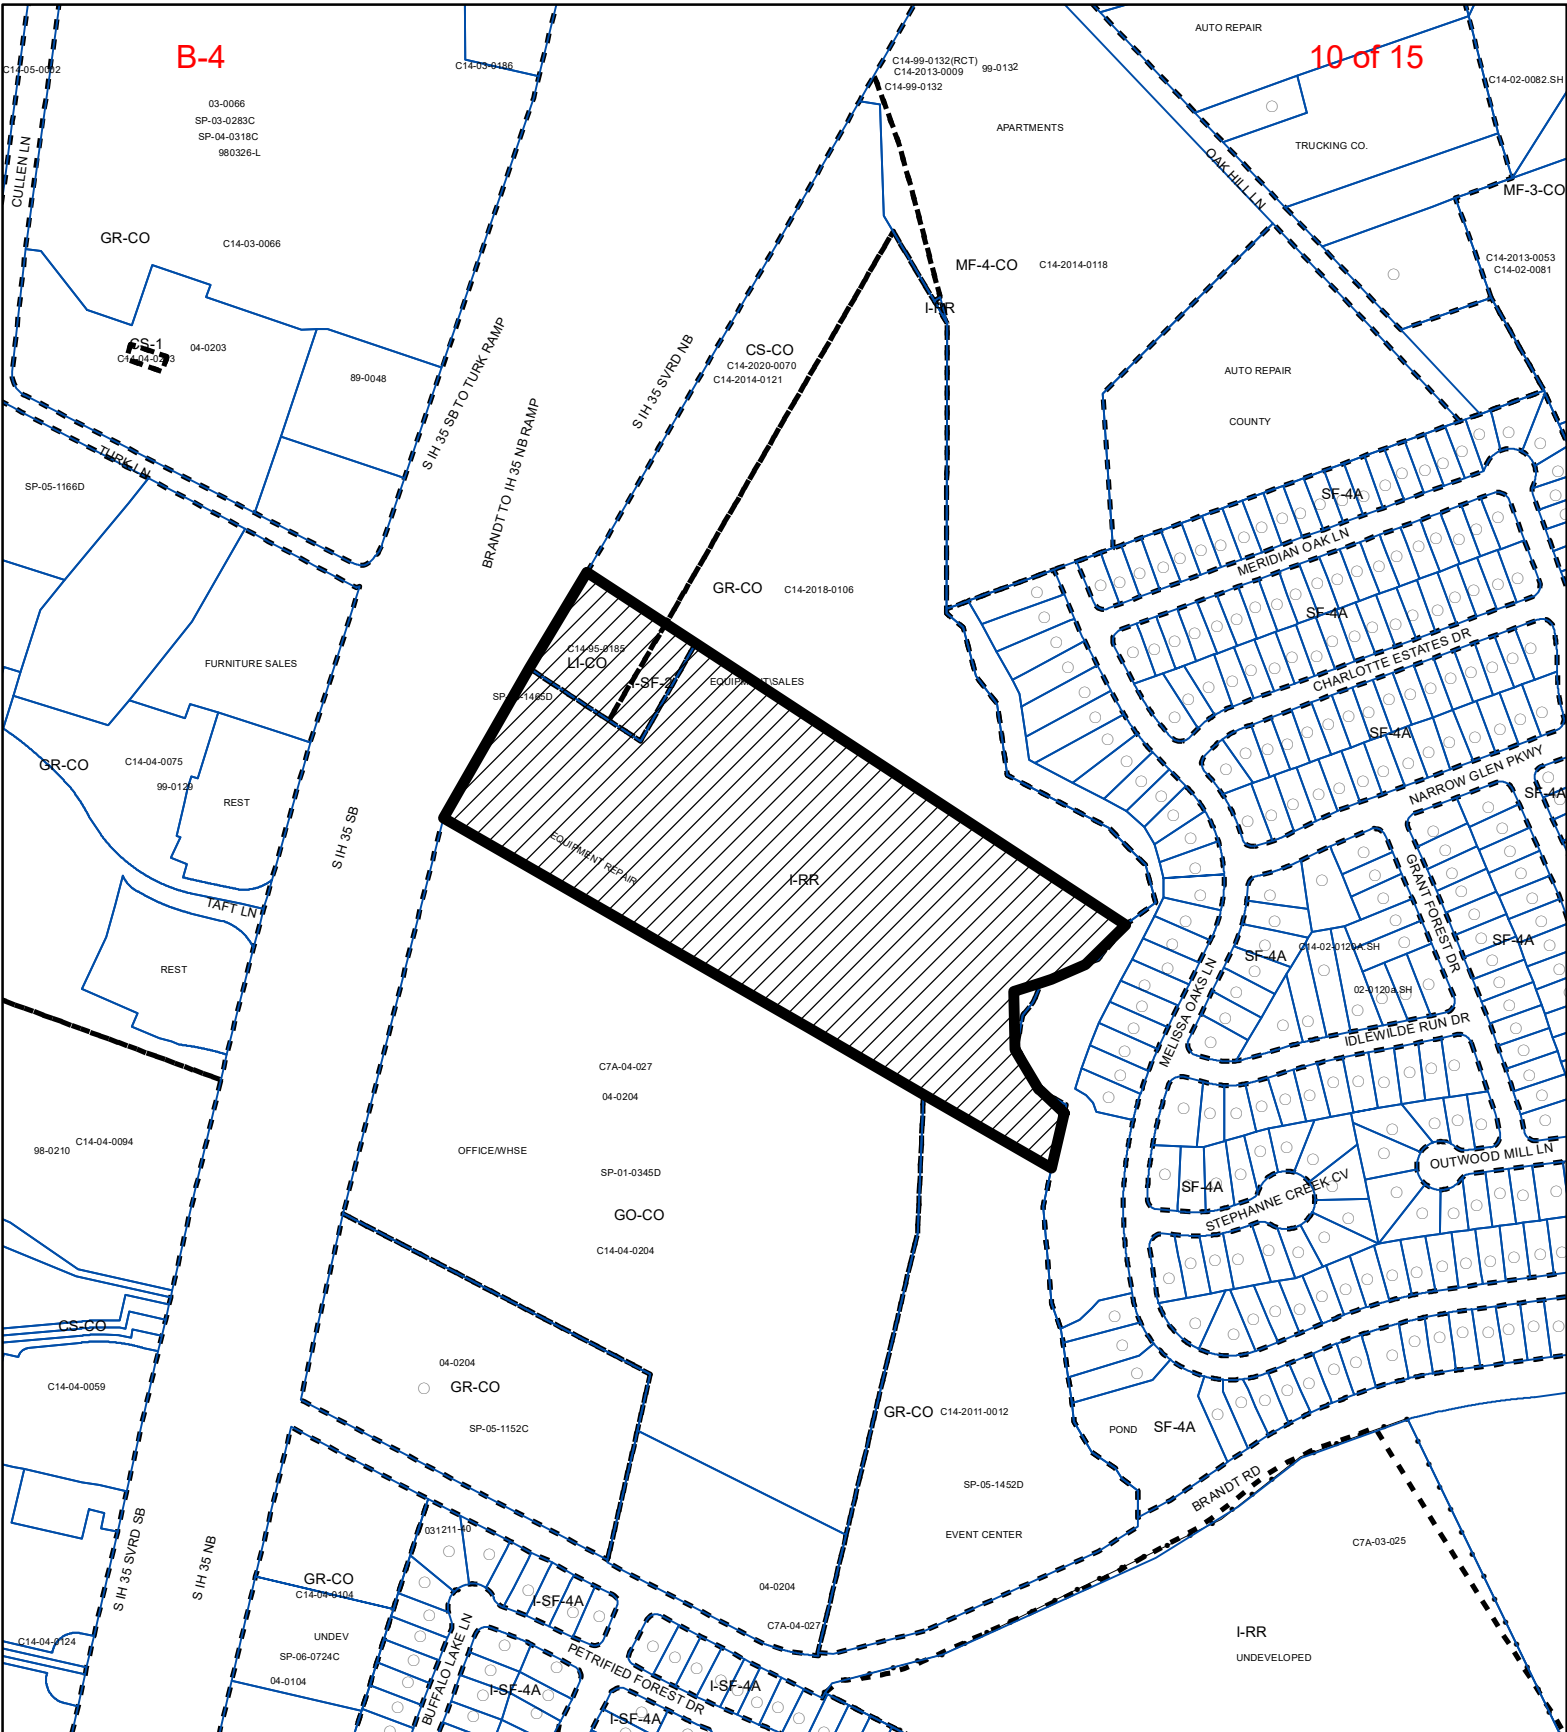 B-4
10 of 15
AUTO REPAIR
C14-05-0002
C14-03-0186
C14-99-0132(RCT)
C14-2013-0009
99-0132
C14-99-0132
C14-02-0082.SH
03-0066
SP-03-0283C
SP-04-0318C
980326-L
APARTMENTS
TRUCKING CO.
CULLEN LN
OAK HILL LN
MF-3-CO
GR-CO
C14-03-0066
MF-4-CO
C14-2014-0118
C14-2013-0053
C14-02-0081
I-RR
CS-1
04-0203
C14-04-0203
89-0048
S IH 35 SB TO TURK RAMP
S IH 35 SVRD NB
CS-CO
C14-2020-0070
C14-2014-0121
AUTO REPAIR
COUNTY
BRANDT TO IH 35 NB RAMP
TURK LN
SP-05-1166D
SF-4A
MERIDIAN OAK LN
GR-CO
C14-2018-0106
SF-4A
CHARLOTTE ESTATES DR
C14-95-0185
LI-CO
I-SF-2
EQUIPMENT\SALES
FURNITURE SALES
SF-4A
NARROW GLEN PKWY
SF-4A
GR-CO
C14-04-0075
99-0129
REST
S IH 35 SB
EQUIPMENT REPAIR
I-RR
GRANT FOREST DR
TAFT LN
REST
SF-4A
C14-02-0120A.SH
SF-4A
02-0120a.SH
MELISSA OAKS LN
IDLEWILDE RUN DR
C7A-04-027
04-0204
98-0210
C14-04-0094
OFFICE/WHSE
SP-01-0345D
GO-CO
C14-04-0204
SF-4A
STEPHANNE CREEK CV
OUTWOOD MILL LN
CS-CO
C14-04-0059
04-0204
GR-CO
SP-05-1152C
GR-CO
C14-2011-0012
POND
SF-4A
SP-05-1452D
BRANDT RD
EVENT CENTER
C7A-03-025
S IH 35 SVRD SB
S IH 35 NB
031211-40
GR-CO
C14-04-0104
I-SF-4A
04-0204
C7A-04-027
C14-04-0124
UNDEV
SP-06-0724C
04-0104
BUFFALO LAKE LN
PETRIFIED FOREST DR
I-SF-4A
I-SF-4A
I-SF-4A
I-RR
UNDEVELOPED